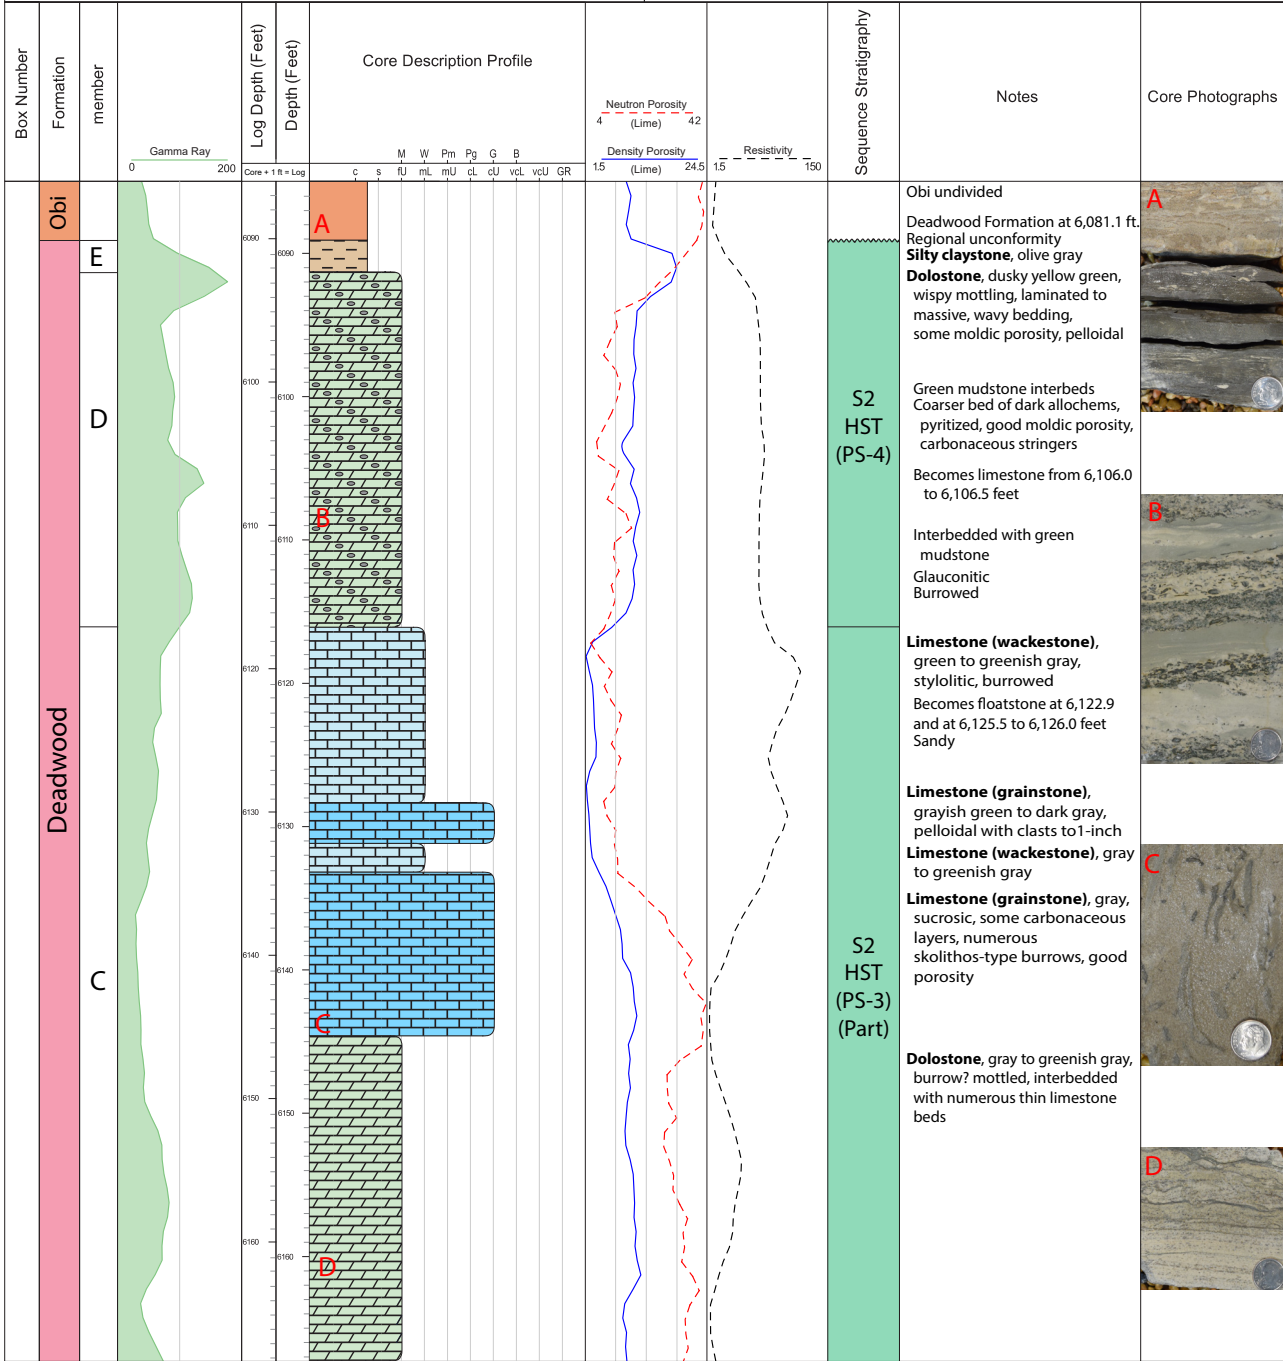 Box Number
Formation
member
Gamma Ray
0 200
Log Depth (Feet)
Depth (Feet)
Core + 1 ft = Log
Core Description Profile
M W Pm Pg G B
c s fU mL mU cL cU vcL vcU GR
Neutron Porosity
4 (Lime) 42
Density Porosity
15 (Lime) 24.5
Resistivity
15 150
Sequence Stratigraphy
Notes
Core Photographs
Obi
Deadwood
E
D
C
6090
6100
6110
6120
6130
6140
6150
6160
6090
6100
6110
6120
6130
6140
6150
6160
A
B
C
D
S2
HST
(PS-4)
S2
HST
(PS-3)
(Part)
Obi undivided
Deadwood Formation at 6,081.1 ft.
Regional unconformity
Silty claystone, olive gray
Dolostone, dusky yellow green,
wispy mottling, laminated to
massive, wavy bedding,
some moldic porosity, pelloidal
Green mudstone interbeds
Coarser bed of dark allochems,
pyritized, good moldic porosity,
carbonaceous stringers
Becomes limestone from 6,106.0
to 6,106.5 feet
Interbedded with green
mudstone
Glauconitic
Burrowed
Limestone (wackestone),
green to greenish gray,
stylolitic, burrowed
Becomes floatstone at 6,122.9
and at 6,125.5 to 6,126.0 feet
Sandy
Limestone (grainstone),
grayish green to dark gray,
pelloidal with clasts to1-inch
Limestone (wackestone), gray
to greenish gray
Limestone (grainstone), gray,
sucrosic, some carbonaceous
layers, numerous
skolithos-type burrows, good
porosity
Dolostone, gray to greenish gray,
burrow? mottled, interbedded
with numerous thin limestone
beds
A
B
C
D